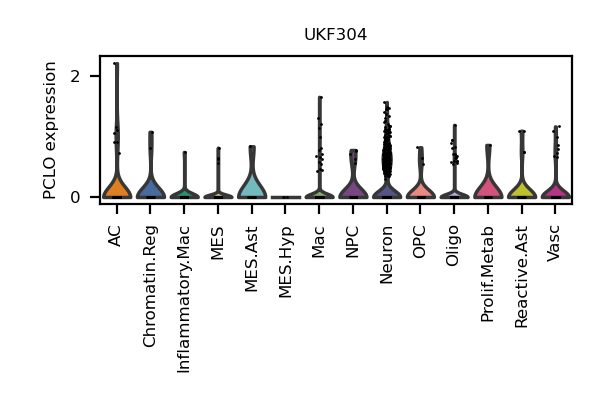 UKF304
PCLO expression
2
0
AC
Chromatin.Reg
Inflammatory.Mac
MES
MES.Ast
MES.Hyp
Mac
NPC
Neuron
OPC
Oligo
Prolif.Metab
Reactive.Ast
Vasc